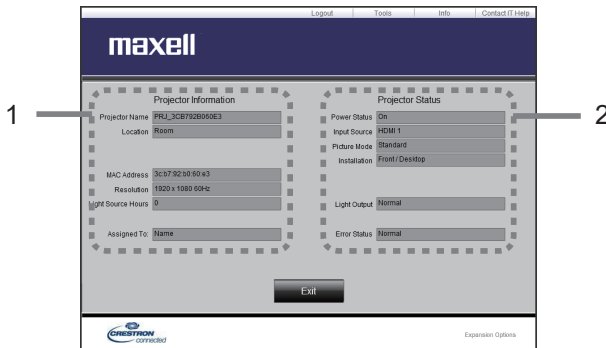 Logout Tools Info Contact IT Help
maxell
1
Projector Information
Projector Name PRJ_3CB792B060E3
Location Room
MAC Address 3c:b7:92:b0:60:e3
Resolution 1920 x 1080 60Hz
Light Source Hours 0
Assigned To: Name
2
Projector Status
Power Status On
Input Source HDMI 1
Picture Mode Standard
Installation Front / Desktop
Light Output Normal
Error Status Normal
Exit
CRESTRON
connected
Expansion Options